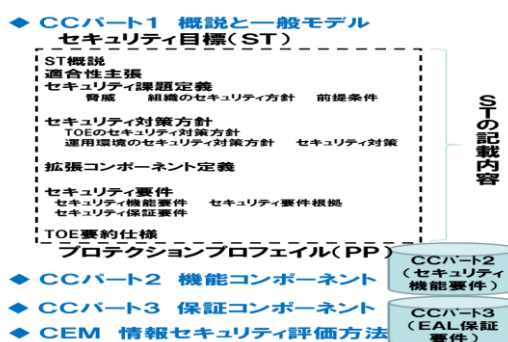 ◆ CCパート1 概説と一般モデル
セキュリティ目標(ST)
ST概説
適合性主張
セキュリティ課題定義
脅威 組織のセキュリティ方針 前提条件
セキュリティ対策方針
TOEのセキュリティ対策方針
運用環境のセキュリティ対策方針 セキュリティ対策
拡張コンポーネント定義
セキュリティ要件
セキュリティ機能要件 セキュリティ要件根拠
セキュリティ保証要件
TOE要約仕様
STの記載内容
プロテクションプロフェイル(PP)
◆ CCパート2 機能コンポーネント
CCパート2
(セキュリティ
機能要件)
◆ CCパート3 保証コンポーネント
CCパート3
(EAL保証
要件)
◆ CEM 情報セキュリティ評価方法